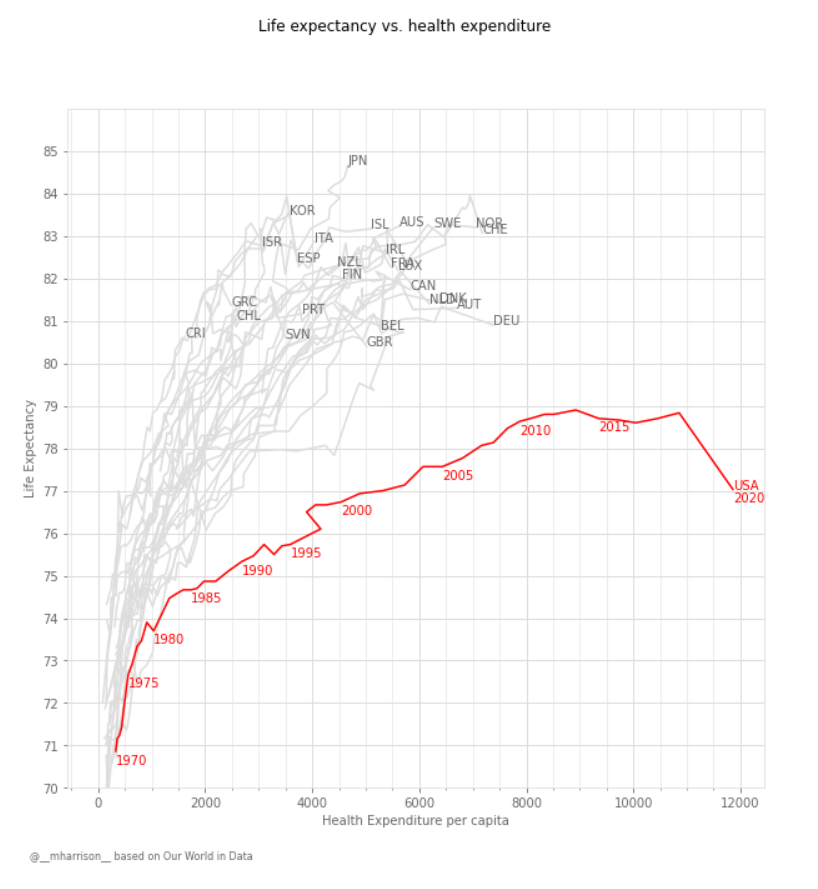 Life expectancy vs. health expenditure
85
84
83
82
81
80
79
78
77
76
75
74
73
72
71
70
Life Expectancy
JPN
KOR
ISL
AUS
SWE
NOR
CHE
ISR
ITA
IRL
ESP
NZL
FRA
LUX
FIN
CAN
GRC
NLD
DNK
AUT
CHL
PRT
DEU
CRI
SVN
BEL
GBR
2010
2015
2005
USA
2020
2000
1995
1990
1985
1980
1975
1970
0
2000
4000
6000
8000
10000
12000
Health Expenditure per capita
@__mharrison__ based on Our World in Data